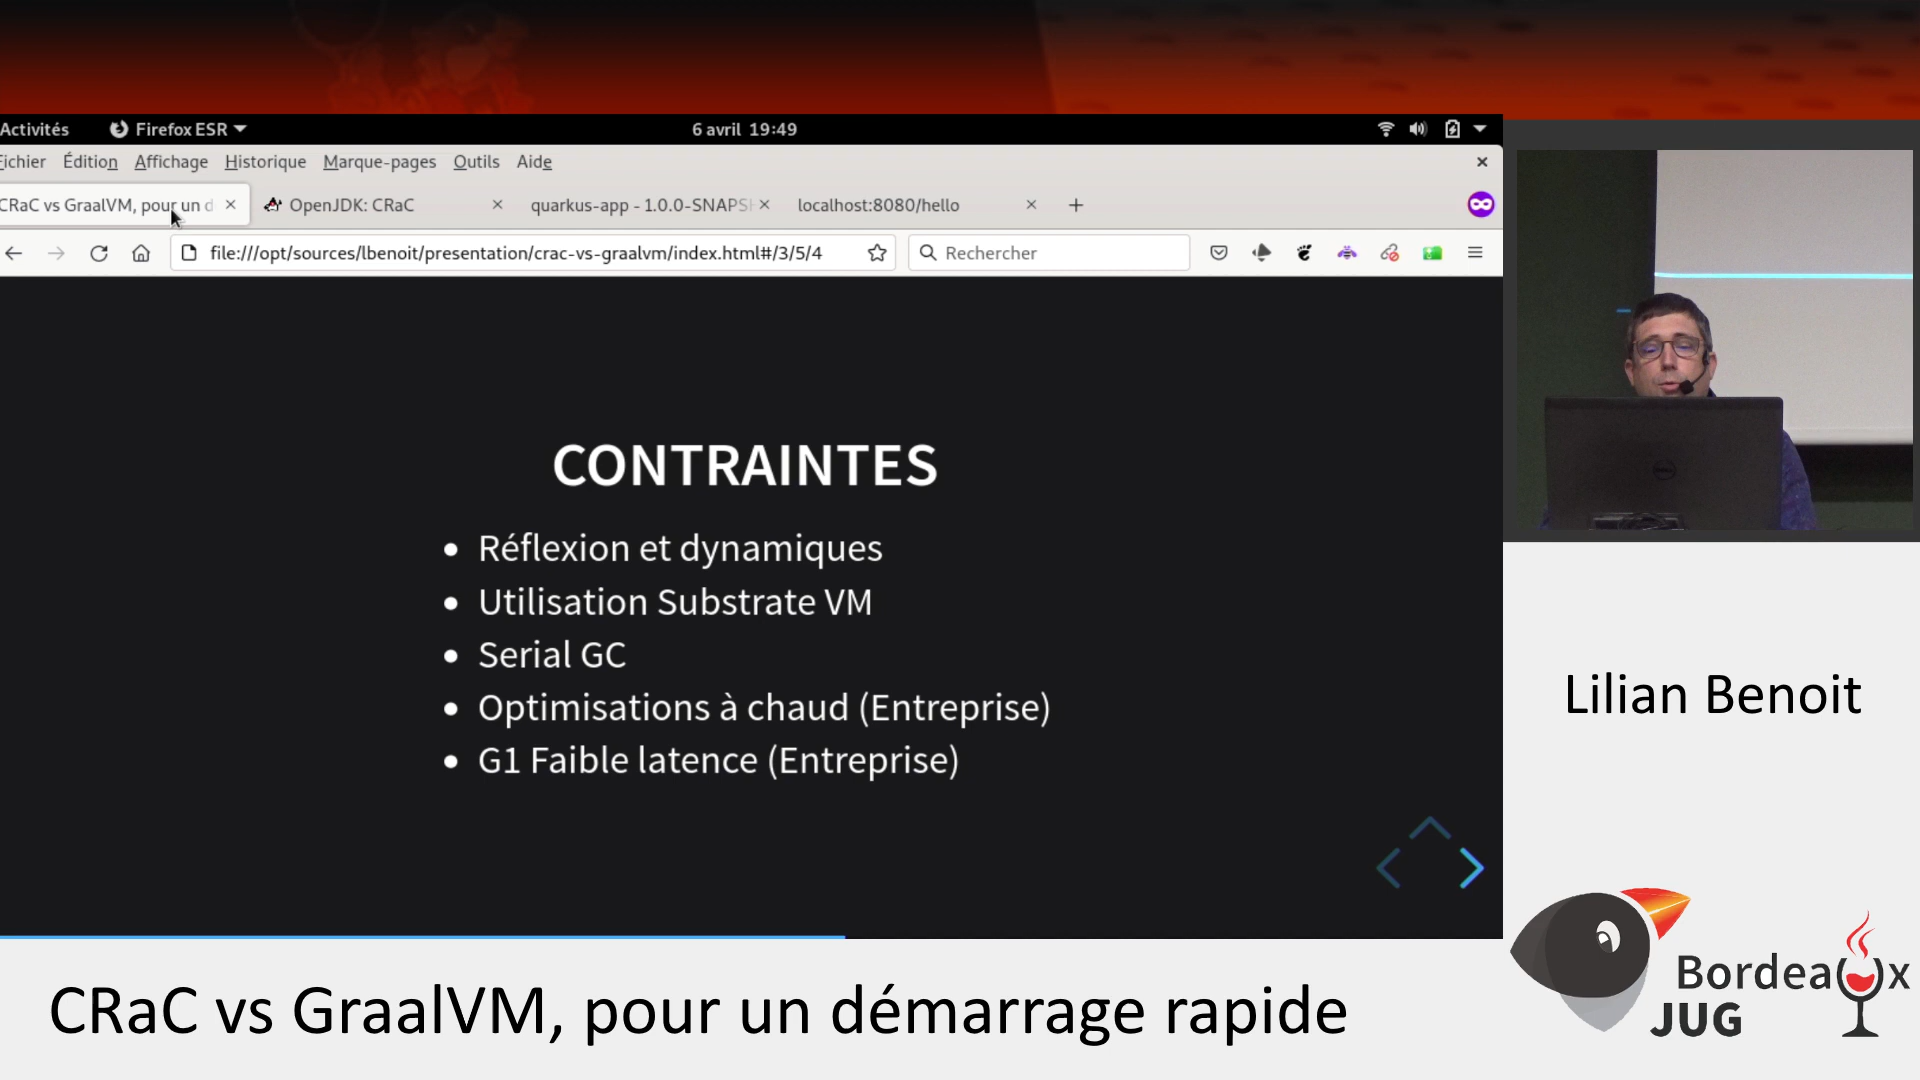 Activités
Firefox ESR
6 avril 19:49
Fichier Édition Affichage Historique Marque-pages Outils Aide
CRaC vs GraalVM, pour un d
OpenJDK: CRaC
quarkus-app - 1.0.0-SNAPS
localhost:8080/hello
file:///opt/sources/lbenoit/presentation/crac-vs-graalvm/index.html#/3/5/4
Rechercher
CONTRAINTES
• Réflexion et dynamiques
• Utilisation Substrate VM
• Serial GC
• Optimisations à chaud (Entreprise)
• G1 Faible latence (Entreprise)
Lilian Benoit
CRaC vs GraalVM, pour un démarrage rapide
Bordeaux
JUG